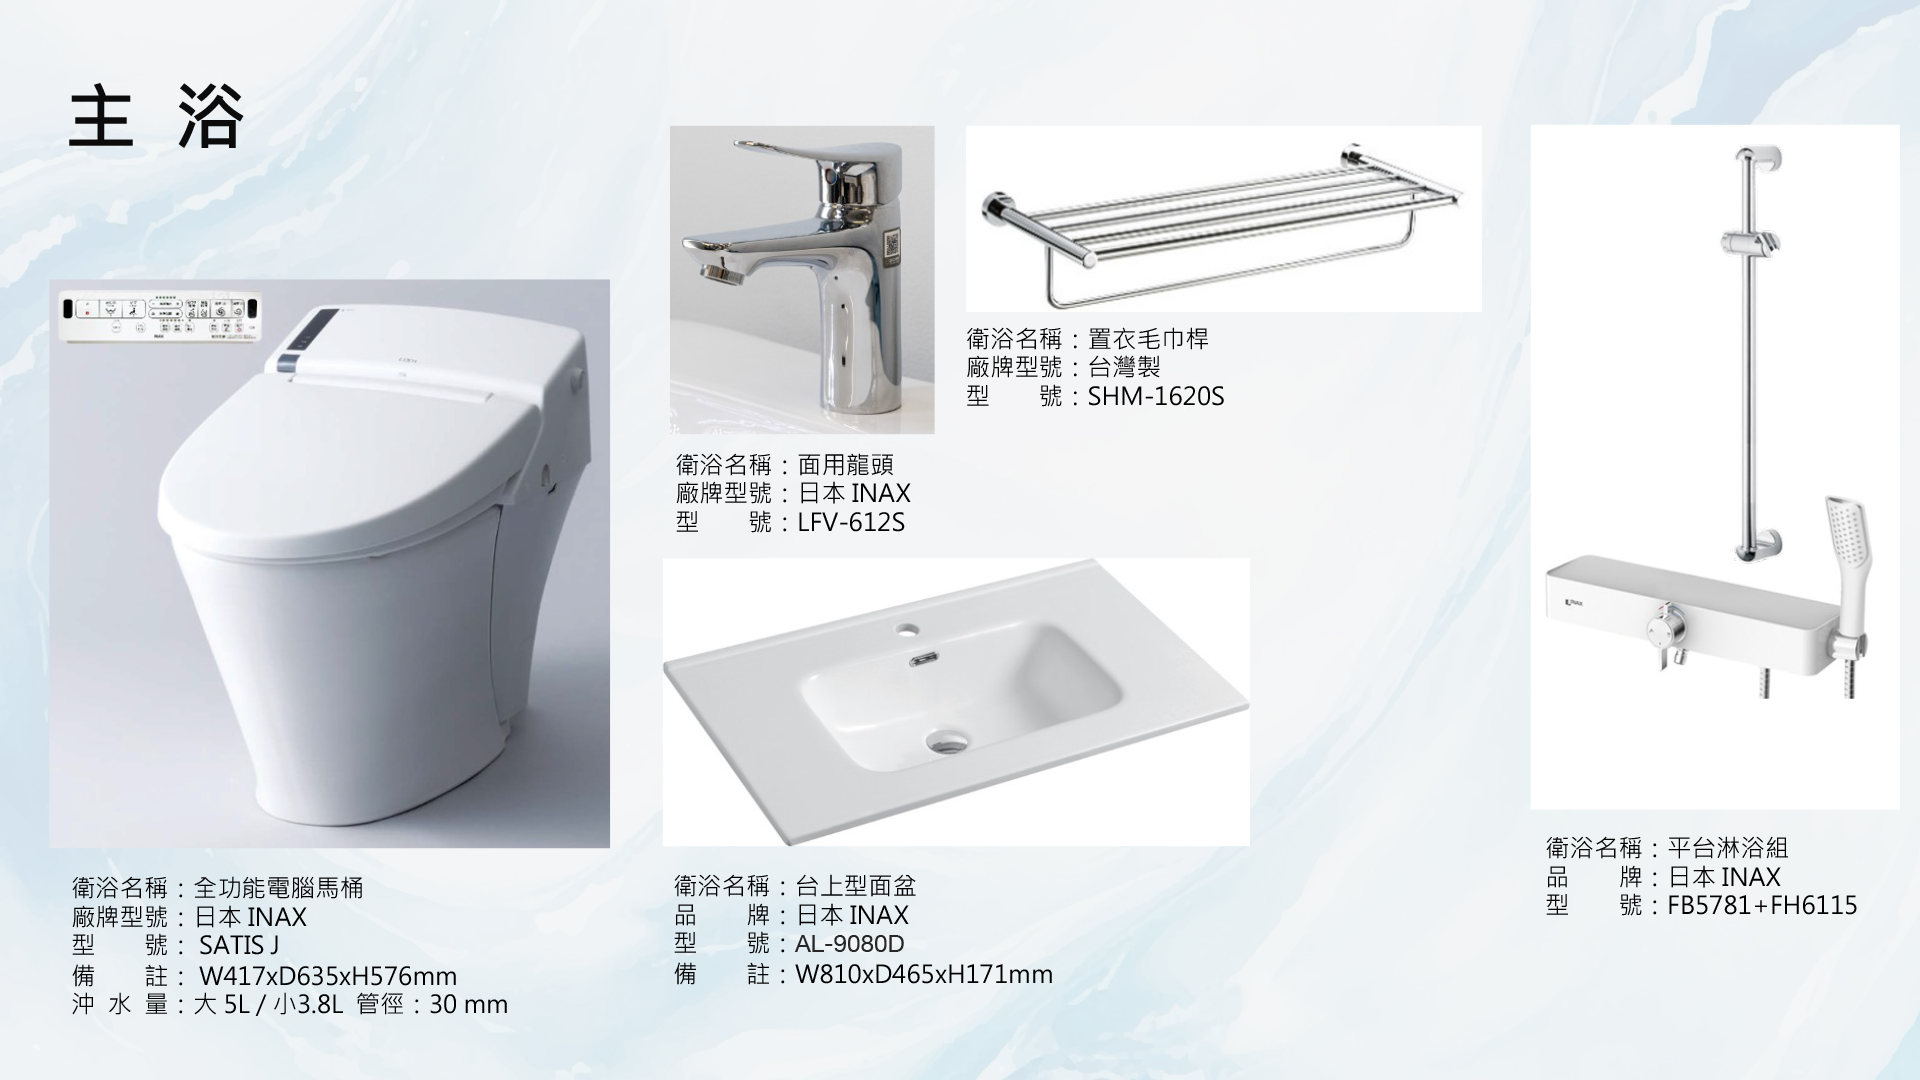 主 浴
衛浴名稱：全功能電腦馬桶
廠牌型號：日本 INAX
型　　號： SATIS J
備　　註： W417xD635xH576mm
沖 水 量：大 5L / 小3.8L 管徑：30 mm
衛浴名稱：面用龍頭
廠牌型號：日本 INAX
型　　號：LFV-612S
衛浴名稱：置衣毛巾桿
廠牌型號：台灣製
型　　號：SHM-1620S
衛浴名稱：台上型面盆
品　　牌：日本 INAX
型　　號：AL-9080D
備　　註：W810xD465xH171mm
INAX
衛浴名稱：平台淋浴組
品　　牌：日本 INAX
型　　號：FB5781+FH6115